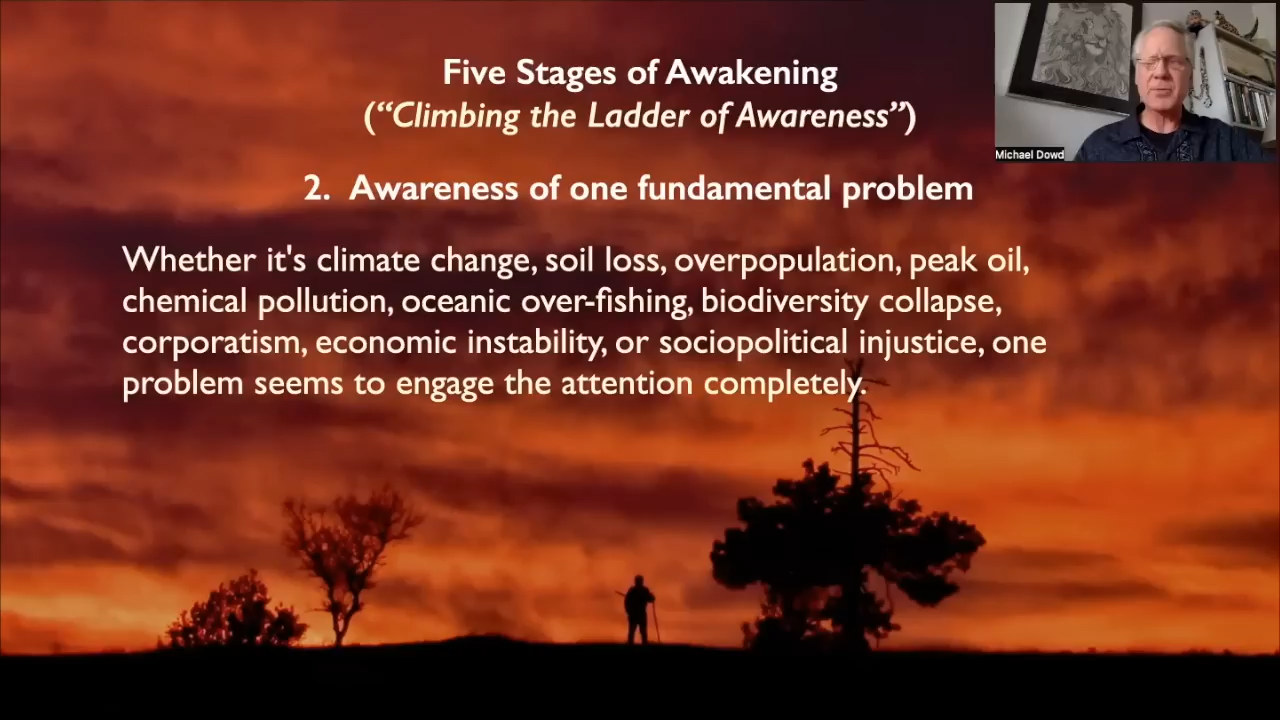 Five Stages of Awakening
(“Climbing the Ladder of Awareness”)
Michael Dowd
2. Awareness of one fundamental problem
Whether it's climate change, soil loss, overpopulation, peak oil,
chemical pollution, oceanic over-fishing, biodiversity collapse,
corporatism, economic instability, or sociopolitical injustice, one
problem seems to engage the attention completely.